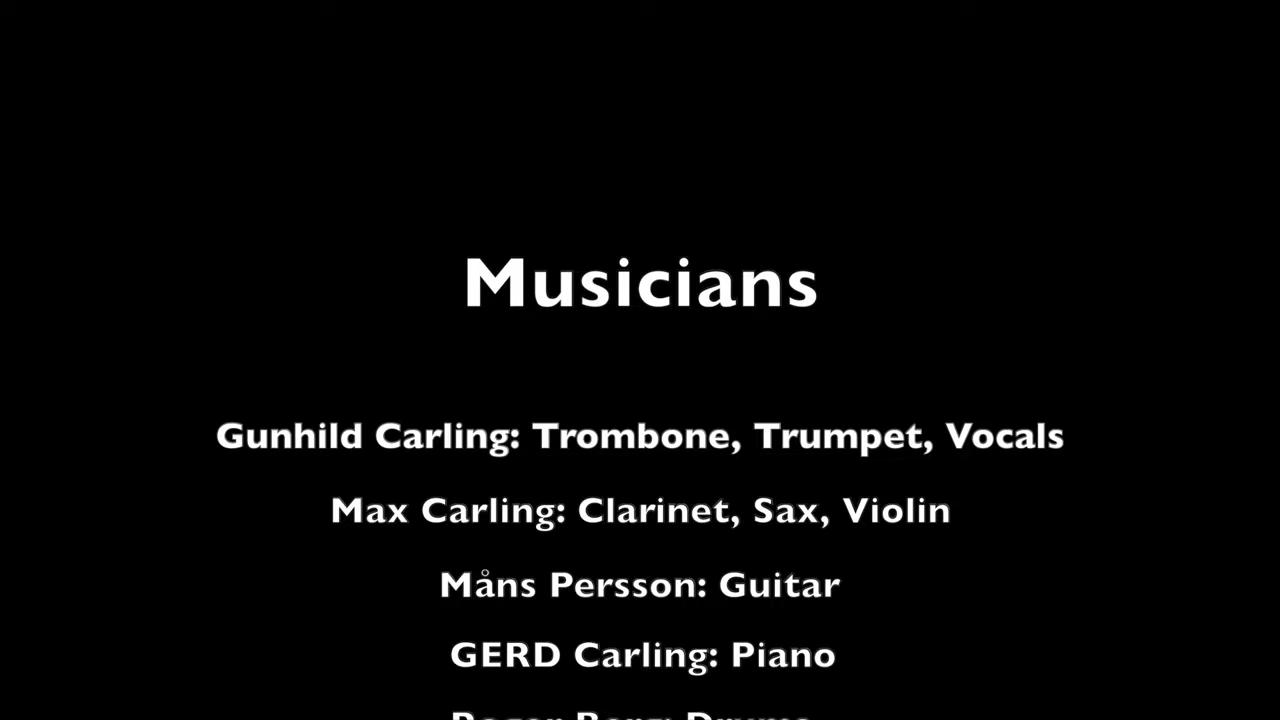 Musicians
Gunhild Carling: Trombone, Trumpet, Vocals
Max Carling: Clarinet, Sax, Violin
Måns Persson: Guitar
GERD Carling: Piano